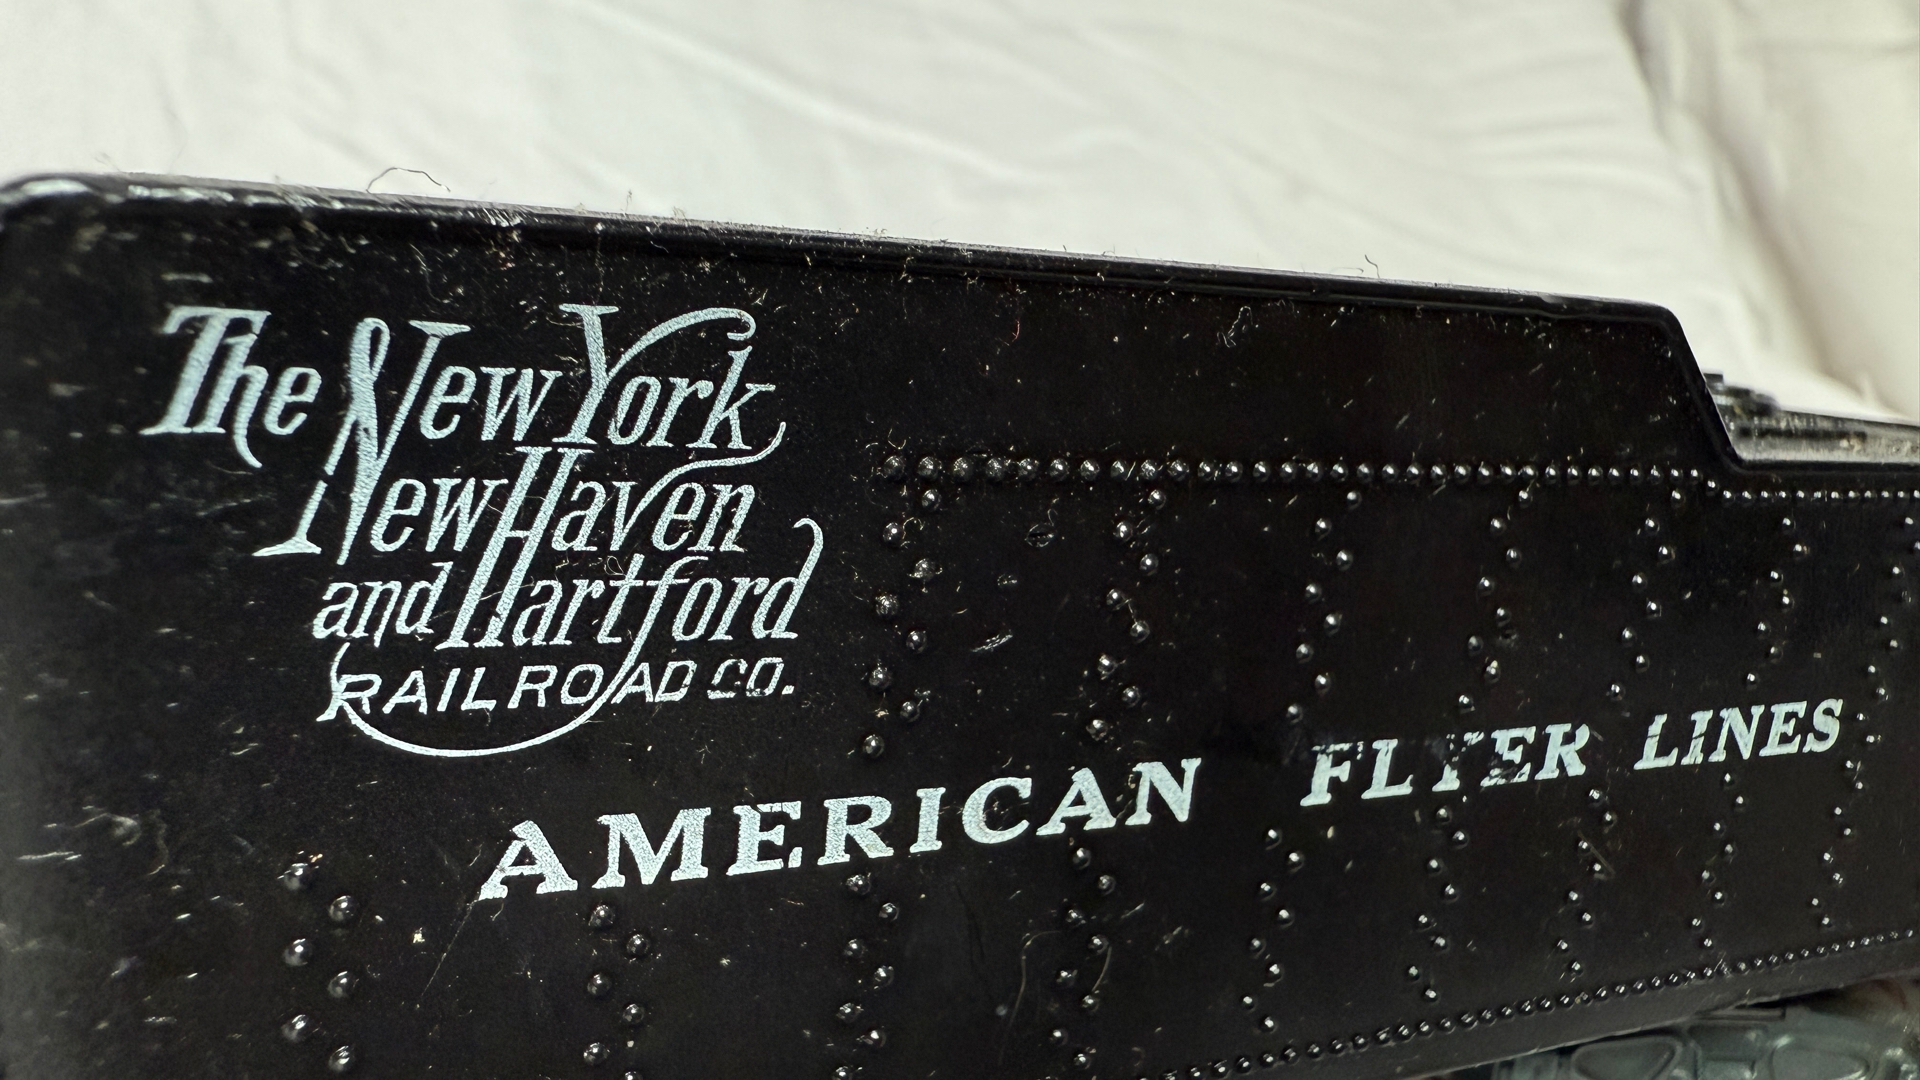 The New York
New Haven
and Hartford
RAILROAD CO.
AMERICAN FLYER LINES